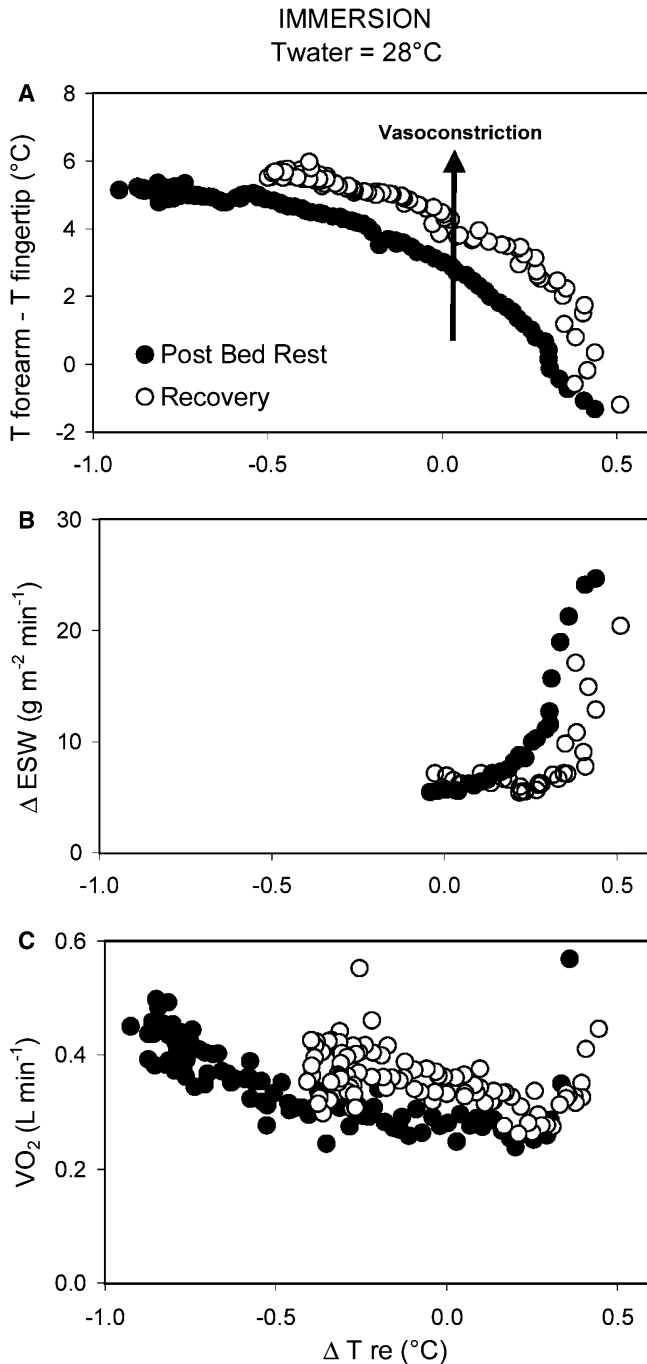 IMMERSION
Twater = 28°C
A
T forearm - T fingertip (°C)
8
6
4
2
0
-2
Vasoconstriction
Post Bed Rest
Recovery
-1.0 -0.5 0.0 0.5
B
Δ ESW (g m⁻² min⁻¹)
30
20
10
0
-1.0 -0.5 0.0 0.5
C
VO₂ (L min⁻¹)
0.6
0.4
0.2
0.0
-1.0 -0.5 0.0 0.5
Δ T re (°C)